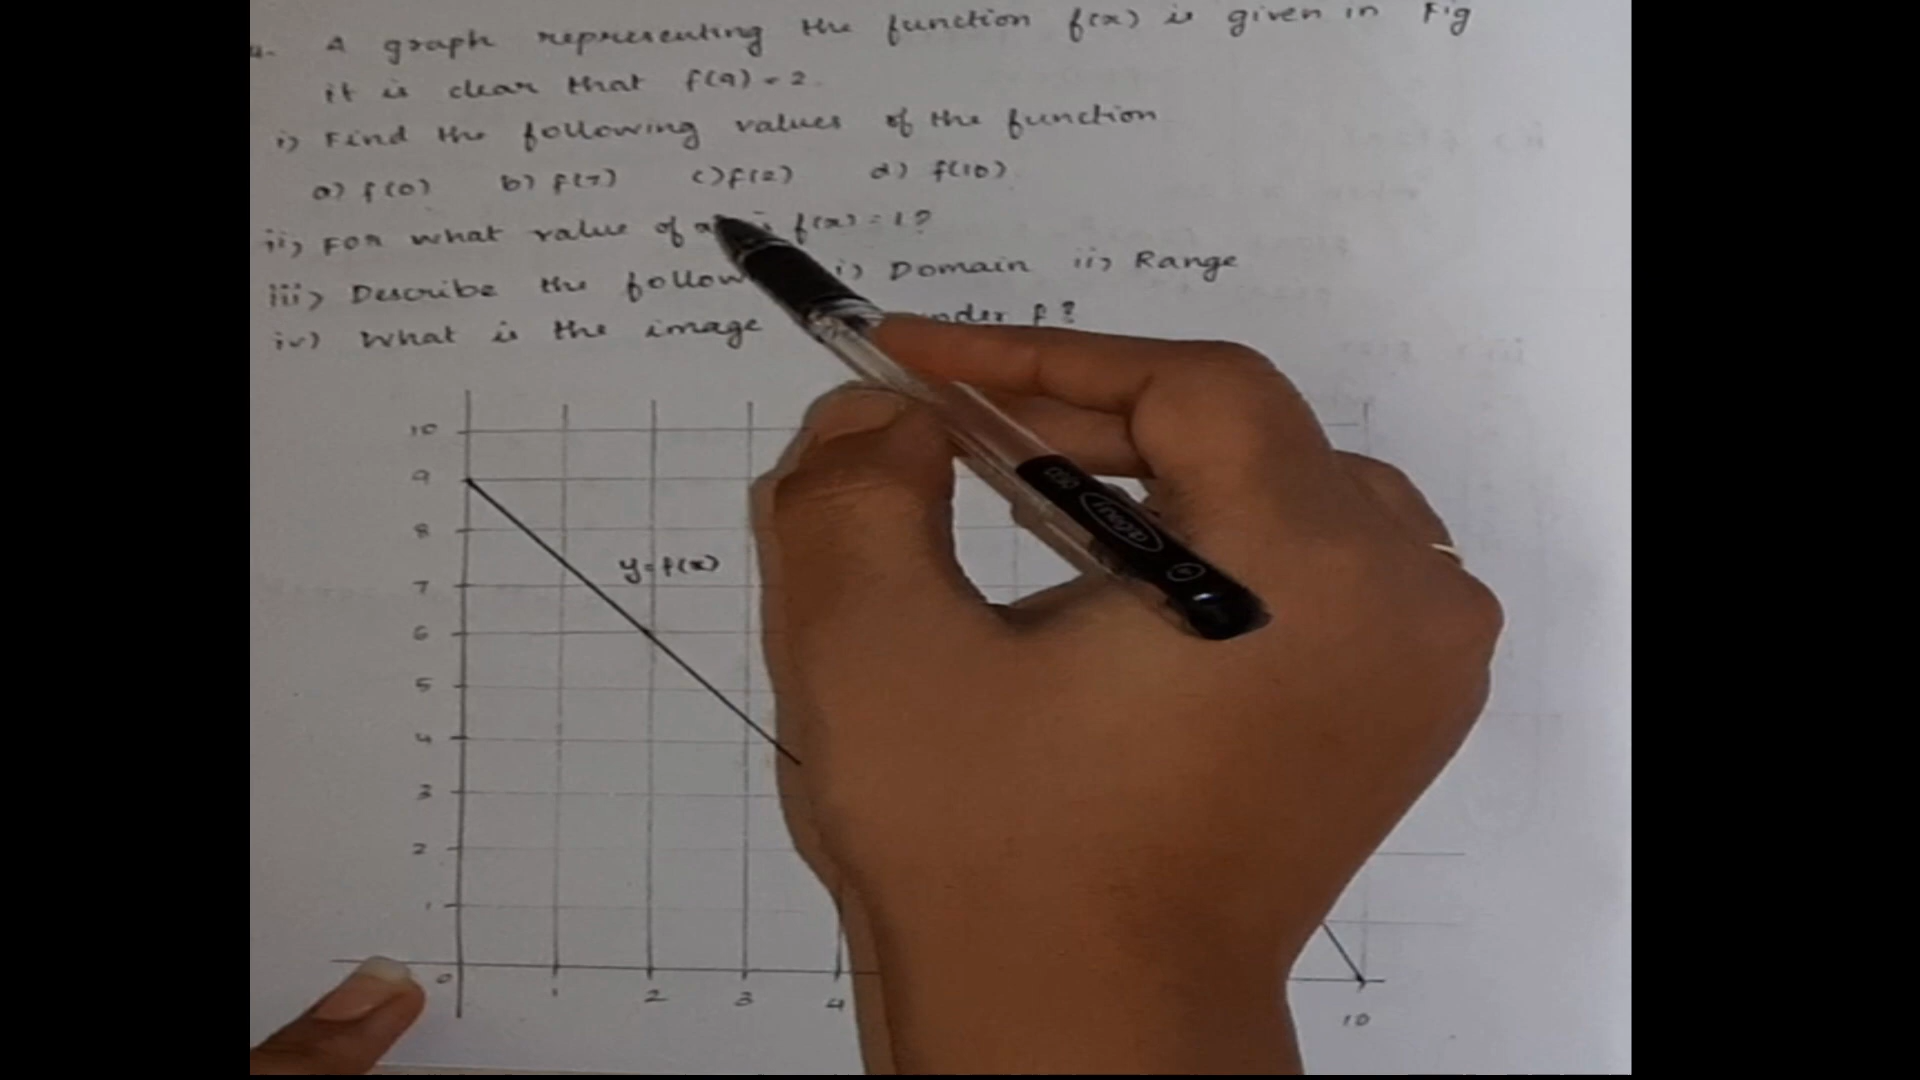 4. A graph representing the function f(x) is given in Fig
it is clear that f(9) = 2.
i) Find the following values of the function
a) f(0) b) f(7) c) f(2) d) f(10)
ii) For what value of x is f(x) = 1?
iii) Describe the follow i) Domain ii) Range
iv) What is the image under f?
10
9
8
y = f(x)
7
6
5
4
3
2
1
0 1 2 3 4 10